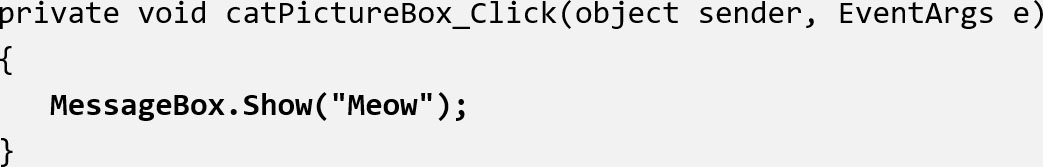 private void catPictureBox_Click(object sender, EventArgs e)
{
MessageBox.Show("Meow");
}